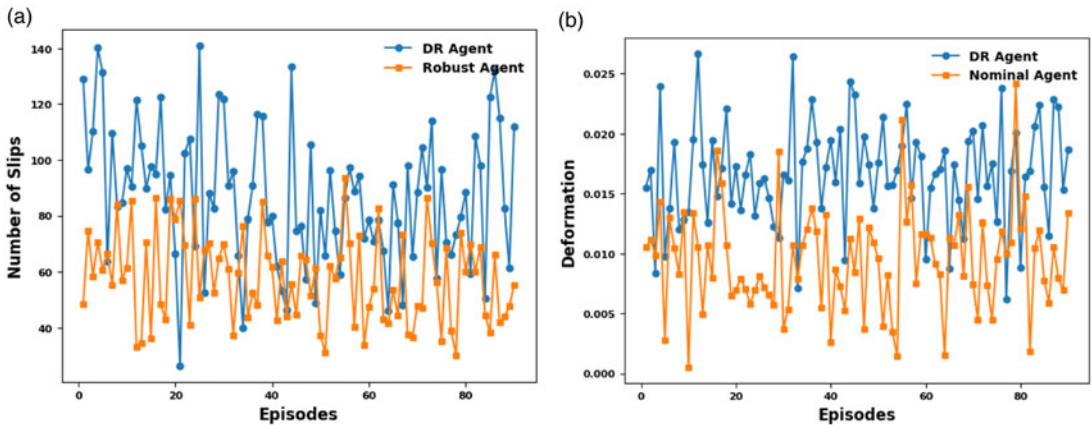 (a)
DR Agent
Robust Agent
Number of Slips
140
120
100
80
60
40
0
20
40
60
80
Episodes
(b)
DR Agent
Nominal Agent
Deformation
0.025
0.020
0.015
0.010
0.005
0.000
0
20
40
60
80
Episodes